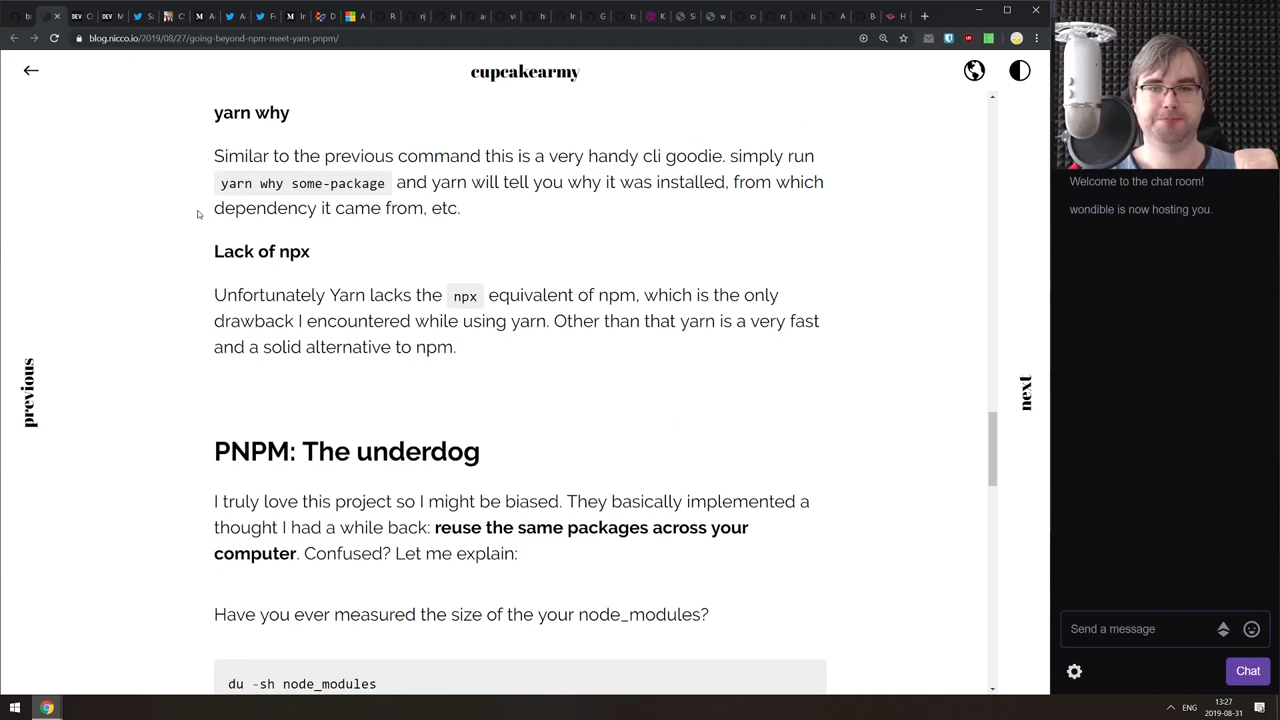 blog.nicco.io/2019/08/27/going-beyond-npm-meet-yarn-pnpm/
cupcakearmy
yarn why
Similar to the previous command this is a very handy cli goodie. simply run
yarn why some-package and yarn will tell you why it was installed, from which
dependency it came from, etc.
Lack of npx
Unfortunately Yarn lacks the npx equivalent of npm, which is the only
drawback I encountered while using yarn. Other than that yarn is a very fast
and a solid alternative to npm.
previous
next
PNPM: The underdog
I truly love this project so I might be biased. They basically implemented a
thought I had a while back: reuse the same packages across your
computer. Confused? Let me explain:
Have you ever measured the size of the your node_modules?
du -sh node_modules
Welcome to the chat room!
wondible is now hosting you.
Send a message
Chat
ENG
13:27
2019-08-31